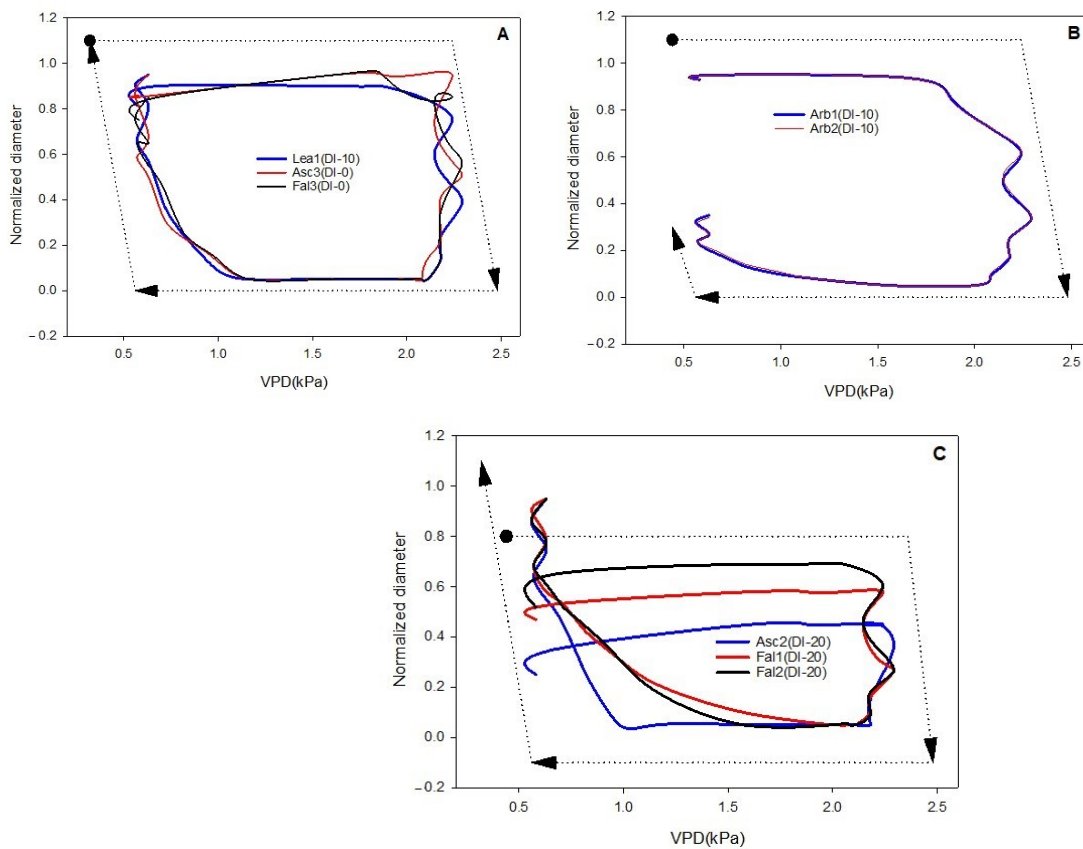 A
1.2
1.0
0.8
0.6
0.4
0.2
0.0
−0.2
Normalized diameter
Lea1(DI-10)
Asc3(DI-0)
Fal3(DI-0)
0.5 1.0 1.5 2.0 2.5
VPD(kPa)
B
1.2
1.0
0.8
0.6
0.4
0.2
0.0
−0.2
Normalized diameter
Arb1(DI-10)
Arb2(DI-10)
0.5 1.0 1.5 2.0 2.5
VPD(kPa)
C
1.2
1.0
0.8
0.6
0.4
0.2
0.0
−0.2
Normalized diameter
Asc2(DI-20)
Fal1(DI-20)
Fal2(DI-20)
0.5 1.0 1.5 2.0 2.5
VPD(kPa)